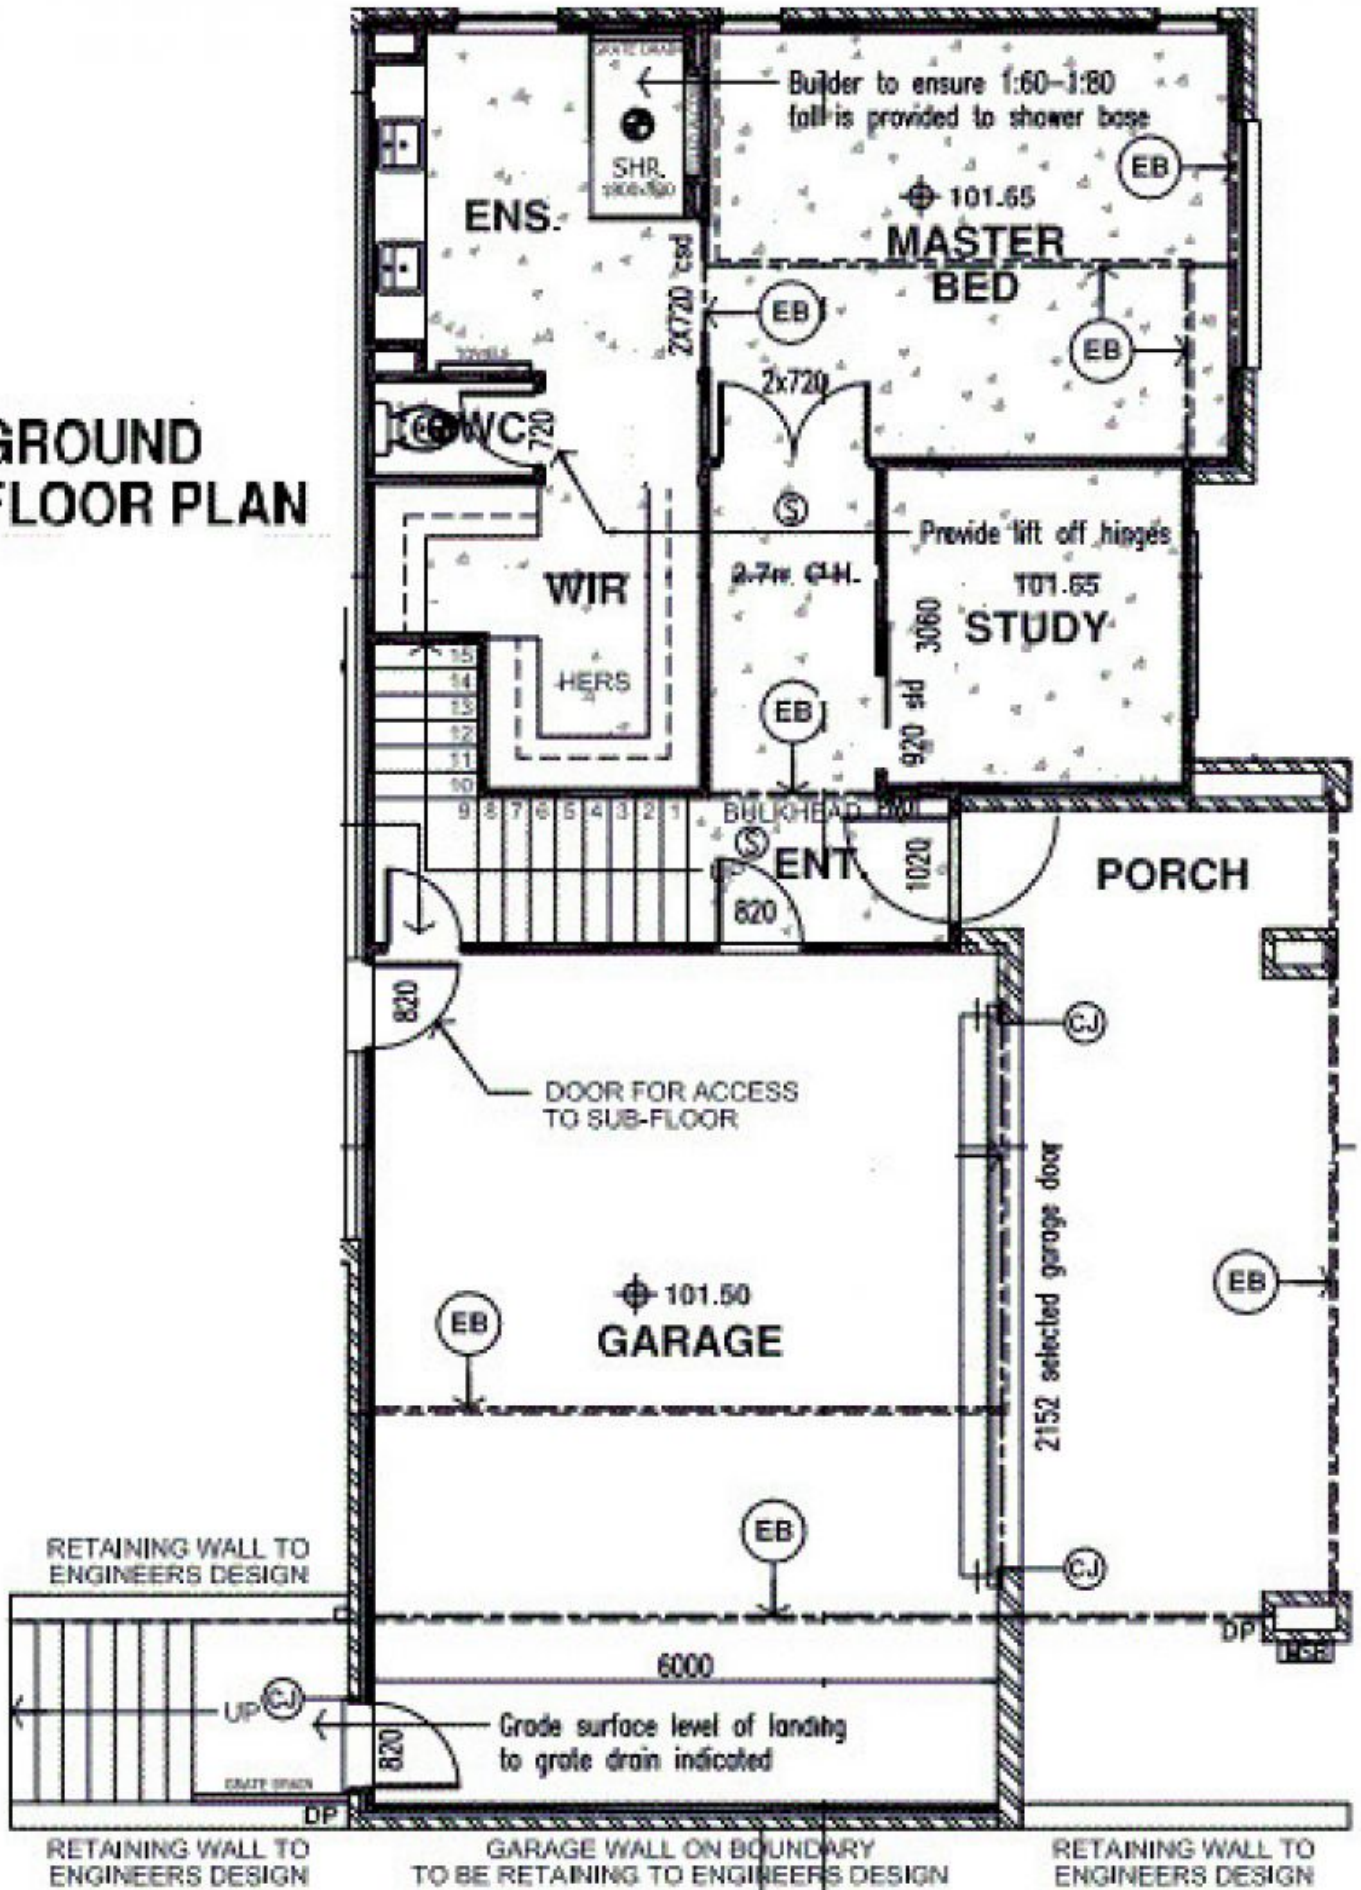 GRATE DRAIN
Builder to ensure 1:60-1:80
fall is provided to shower base
EB
SHR.
101.65
ENS.
MASTER
BED
2X720 csd
EB
EB
2x720
GROUND
FLOOR PLAN
WC
720
S
Provide lift off hinges
2.7m C.H.
101.65
WIR
STUDY
3060
HERS
EB
920 sld
15
14
13
12
11
10
9 8 7 6 5 4 3 2 1
BULKHEAD
S
ENT.
1020
PORCH
820
820
CJ
DOOR FOR ACCESS
TO SUB-FLOOR
2152 selected garage door
101.50
EB
EB
GARAGE
EB
RETAINING WALL TO
ENGINEERS DESIGN
CJ
DP
6000
UP
CJ
Grade surface level of landing
to grate drain indicated
820
GRATE DRAIN
DP
RETAINING WALL TO
ENGINEERS DESIGN
GARAGE WALL ON BOUNDARY
TO BE RETAINING TO ENGINEERS DESIGN
RETAINING WALL TO
ENGINEERS DESIGN